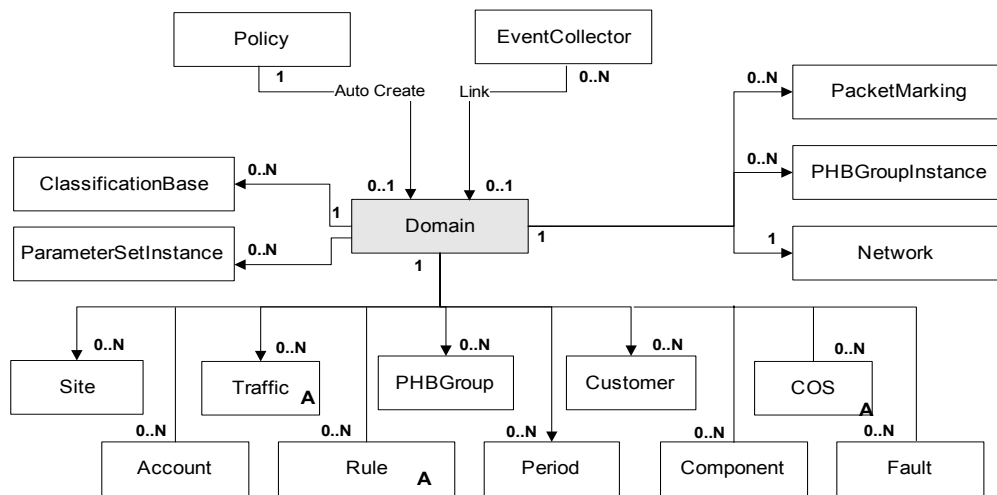 Policy
EventCollector
1
0..N
Auto Create
Link
0..N
PacketMarking
0..N
ClassificationBase
0..N
PHBGroupInstance
0..1
0..1
1
Domain
1
1
Network
ParameterSetInstance
0..N
1
0..N
0..N
0..N
0..N
0..N
Site
Traffic
A
PHBGroup
Customer
COS
A
0..N
0..N
0..N
0..N
0..N
Account
Rule
A
Period
Component
Fault